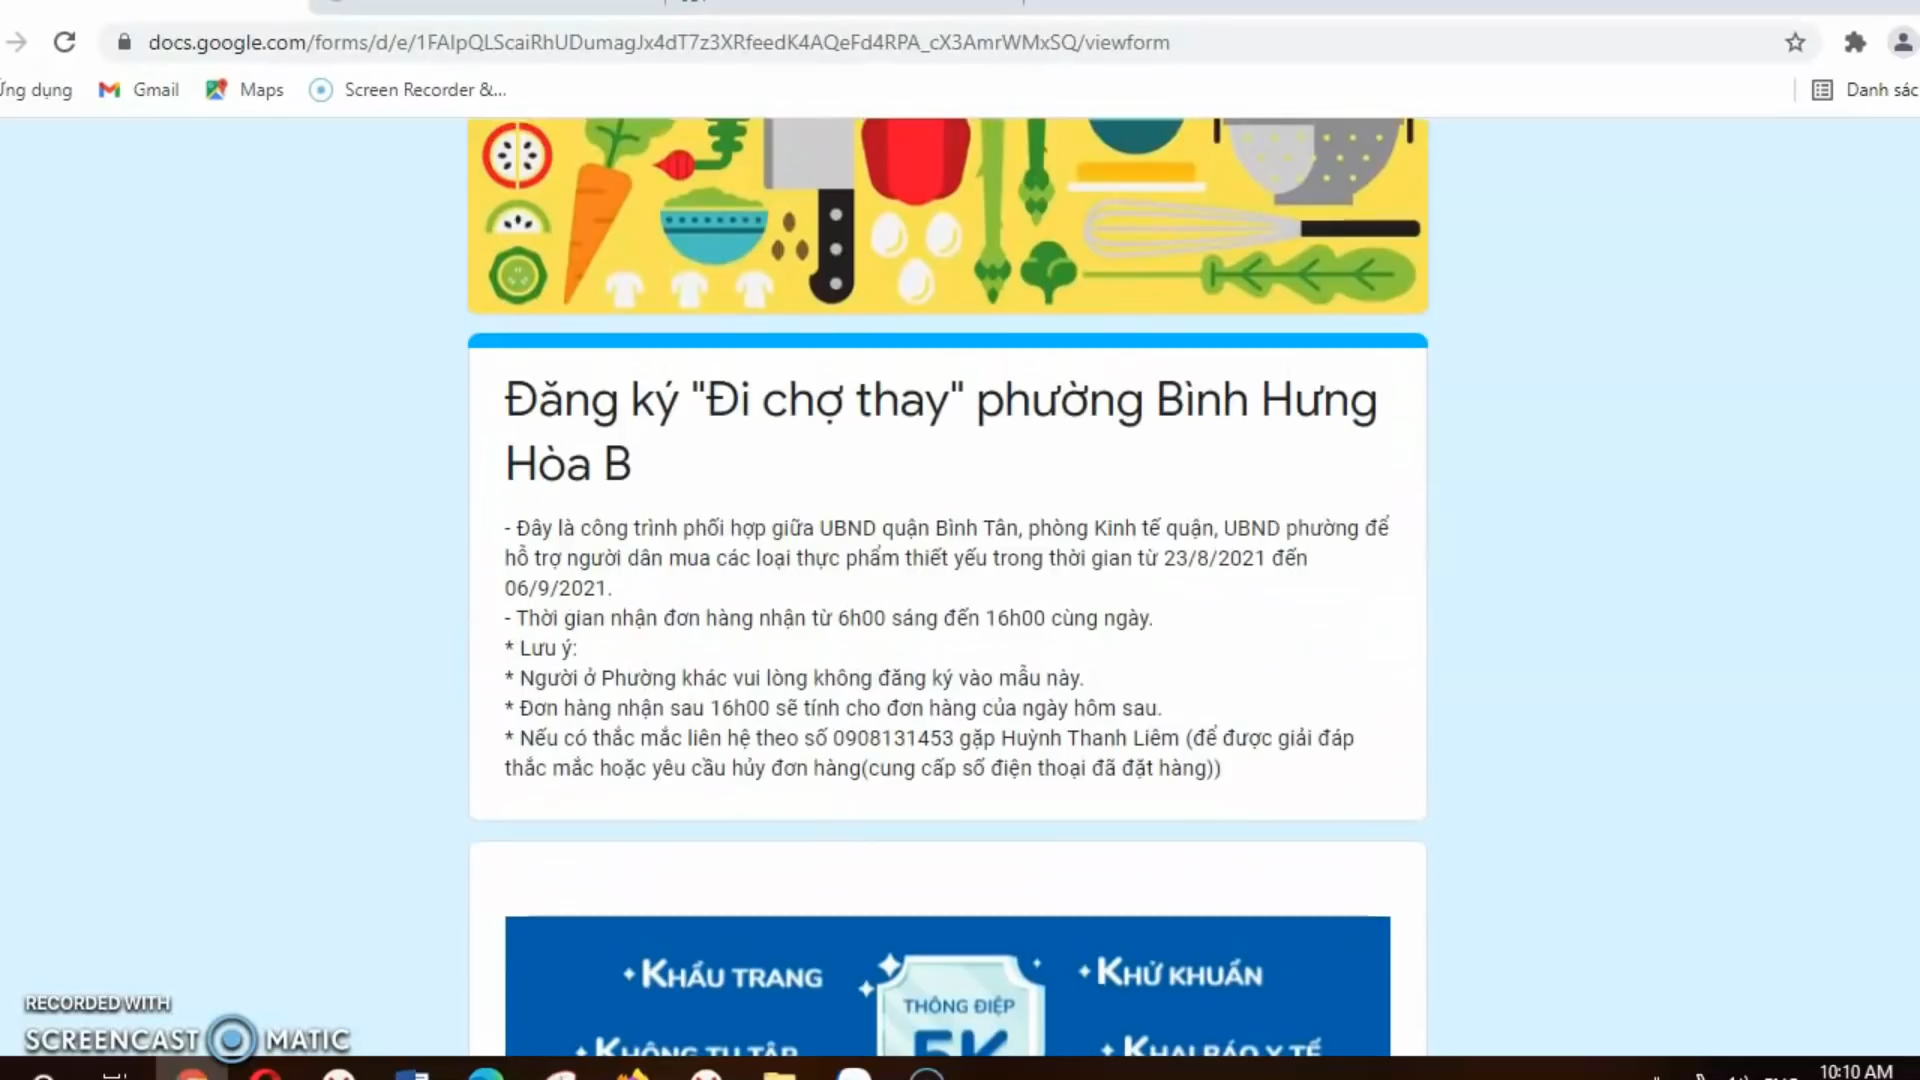 docs.google.com/forms/d/e/1FAIpQLScaiRhUDumagJx4dT7z3XRfeedK4AQeFd4RPA_cX3AmrWMxSQ/viewform
Ứng dụng Gmail Maps Screen Recorder &... Danh sác
Đăng ký "Đi chợ thay" phường Bình Hưng
Hòa B
- Đây là công trình phối hợp giữa UBND quận Bình Tân, phòng Kinh tế quận, UBND phường để
hỗ trợ người dân mua các loại thực phẩm thiết yếu trong thời gian từ 23/8/2021 đến
06/9/2021.
- Thời gian nhận đơn hàng nhận từ 6h00 sáng đến 16h00 cùng ngày.
* Lưu ý:
* Người ở Phường khác vui lòng không đăng ký vào mẫu này.
* Đơn hàng nhận sau 16h00 sẽ tính cho đơn hàng của ngày hôm sau.
* Nếu có thắc mắc liên hệ theo số 0908131453 gặp Huỳnh Thanh Liêm (để được giải đáp
thắc mắc hoặc yêu cầu hủy đơn hàng(cung cấp số điện thoại đã đặt hàng))
KHẨU TRANG
KHỬ KHUẨN
THÔNG ĐIỆP
5K
KHÔNG TỤ TẬP
KHAI BÁO Y TẾ
RECORDED WITH
SCREENCAST MATIC
10:10 AM